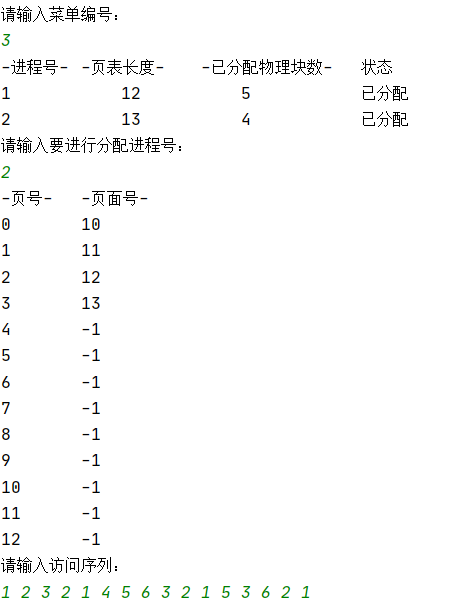 请输入菜单编号：
3
-进程号- -页表长度- -已分配物理块数- 状态
1 12 5 已分配
2 13 4 已分配
请输入要进行分配进程号：
2
-页号- -页面号-
0 10
1 11
2 12
3 13
4 -1
5 -1
6 -1
7 -1
8 -1
9 -1
10 -1
11 -1
12 -1
请输入访问序列：
1 2 3 2 1 4 5 6 3 2 1 5 3 6 2 1